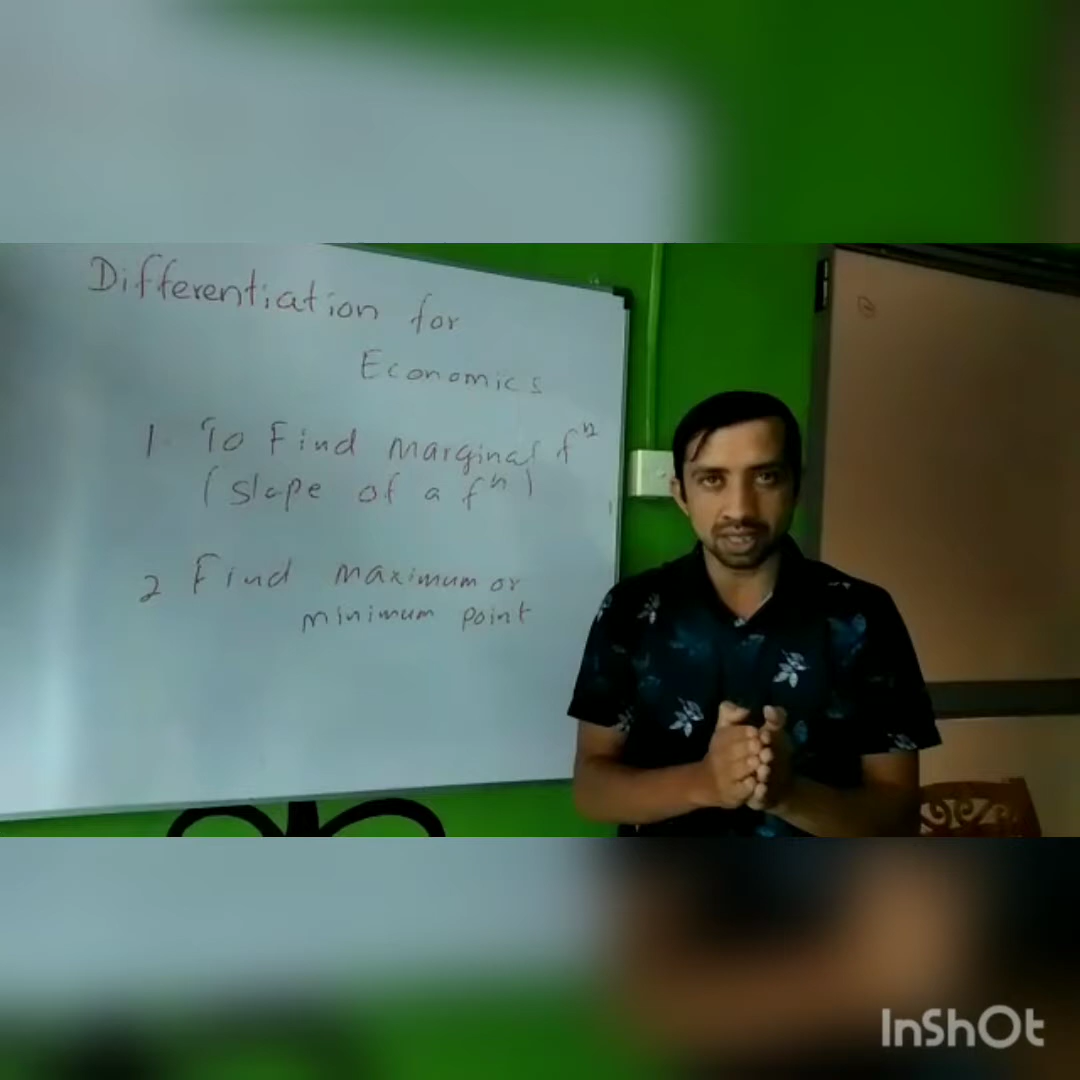 Differentiation for
Economics
1. To Find marginal fⁿ
(slope of a fⁿ)
2 Find maximum or
minimum point
InShOt